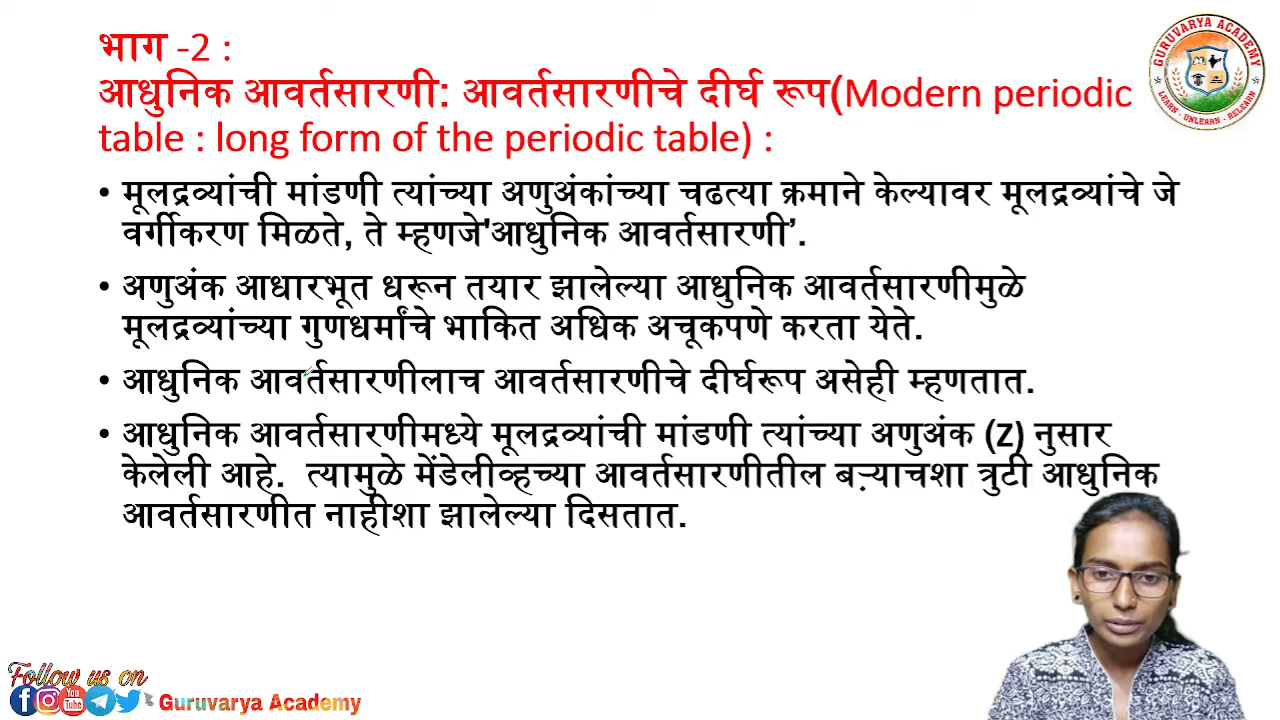 भाग -2 :
आधुनिक आवर्तसारणी: आवर्तसारणीचे दीर्घ रूप(Modern periodic
table : long form of the periodic table) :
• मूलद्रव्यांची मांडणी त्यांच्या अणुअंकांच्या चढत्या क्रमाने केल्यावर मूलद्रव्यांचे जे
वर्गीकरण मिळते, ते म्हणजे'आधुनिक आवर्तसारणी’.
• अणुअंक आधारभूत धरून तयार झालेल्या आधुनिक आवर्तसारणीमुळे
मूलद्रव्यांच्या गुणधर्मांचे भाकित अधिक अचूकपणे करता येते.
• आधुनिक आवर्तसारणीलाच आवर्तसारणीचे दीर्घरूप असेही म्हणतात.
• आधुनिक आवर्तसारणीमध्ये मूलद्रव्यांची मांडणी त्यांच्या अणुअंक (Z) नुसार
केलेली आहे. त्यामुळे मेंडेलीव्हच्या आवर्तसारणीतील बऱ्याचशा त्रुटी आधुनिक
आवर्तसारणीत नाहीशा झालेल्या दिसतात.
GURUVARYA ACADEMY
LEARN - UNLEARN - RELEARN
Follow us on
You
Tube
Guruvarya Academy